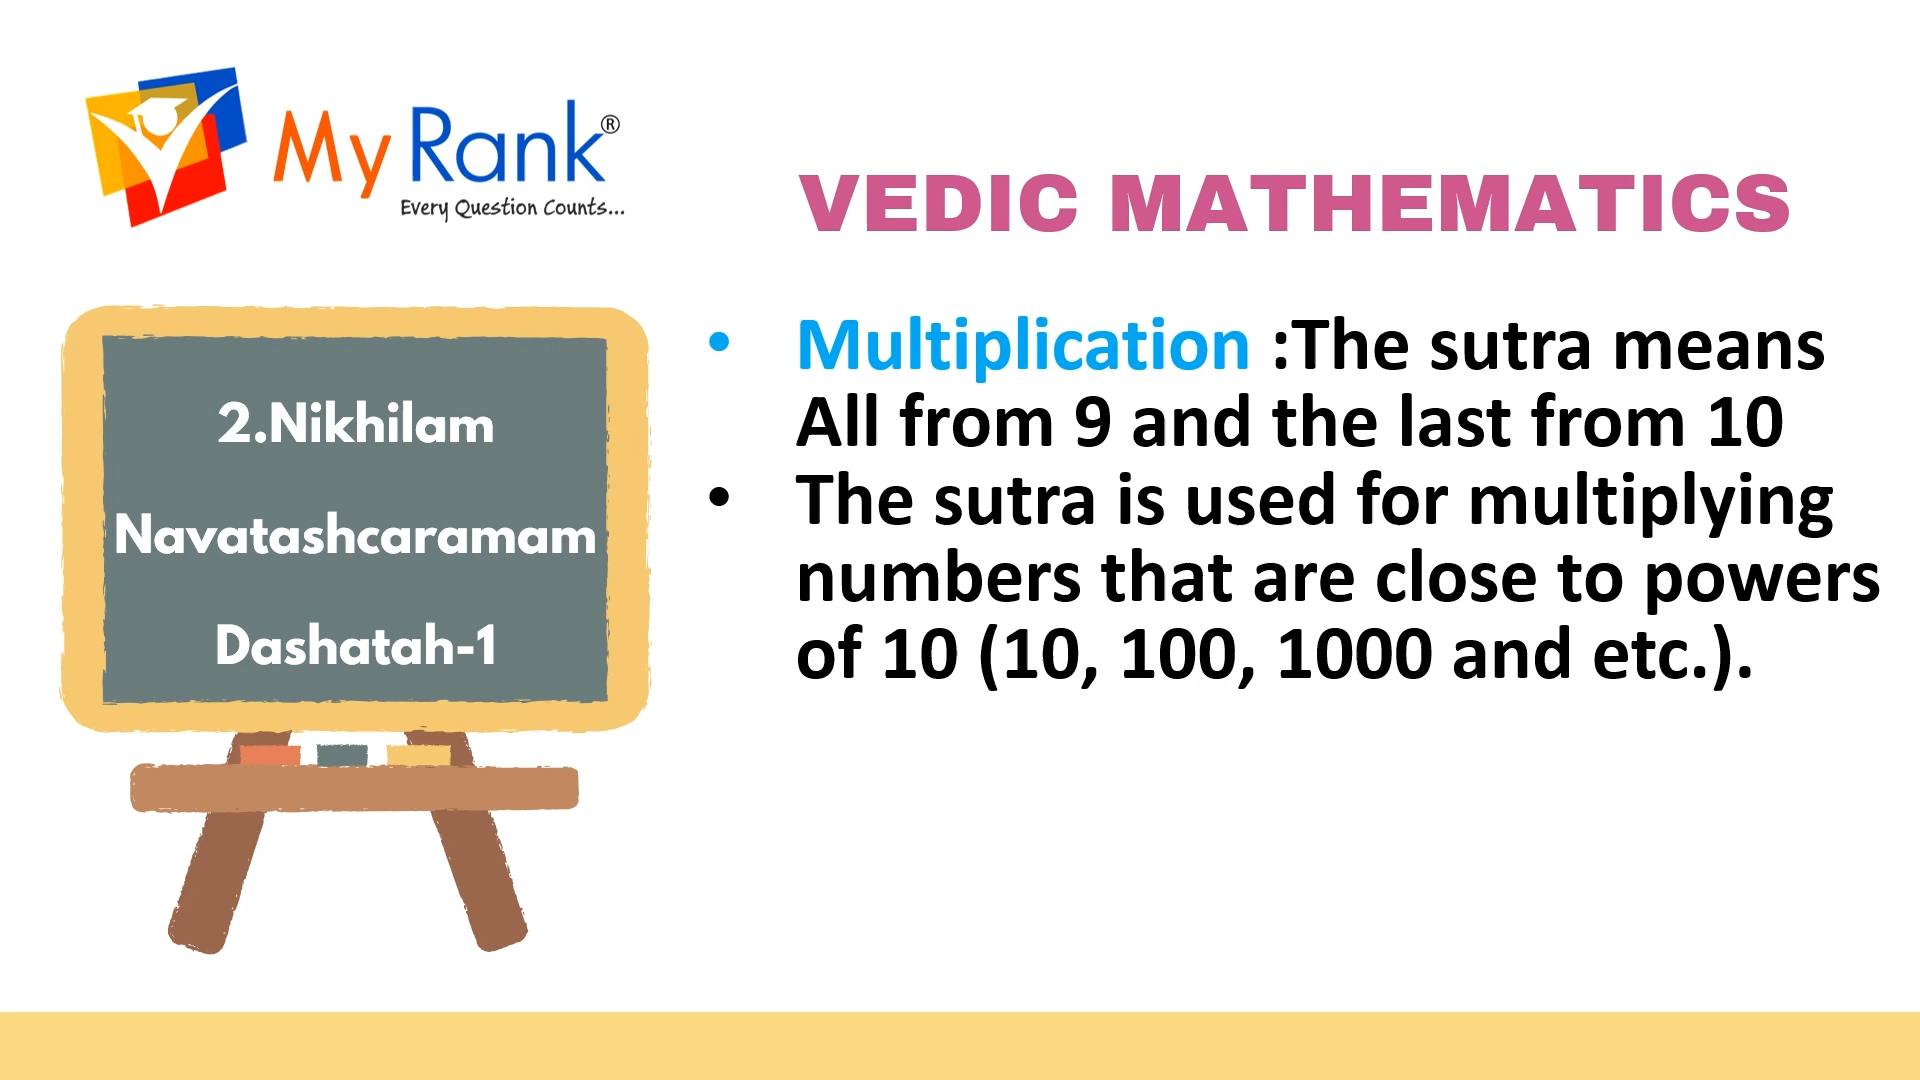 My Rank®
Every Question Counts...
VEDIC MATHEMATICS
2.Nikhilam
Navatashcaramam
Dashatah-1
• Multiplication :The sutra means
All from 9 and the last from 10
• The sutra is used for multiplying
numbers that are close to powers
of 10 (10, 100, 1000 and etc.).